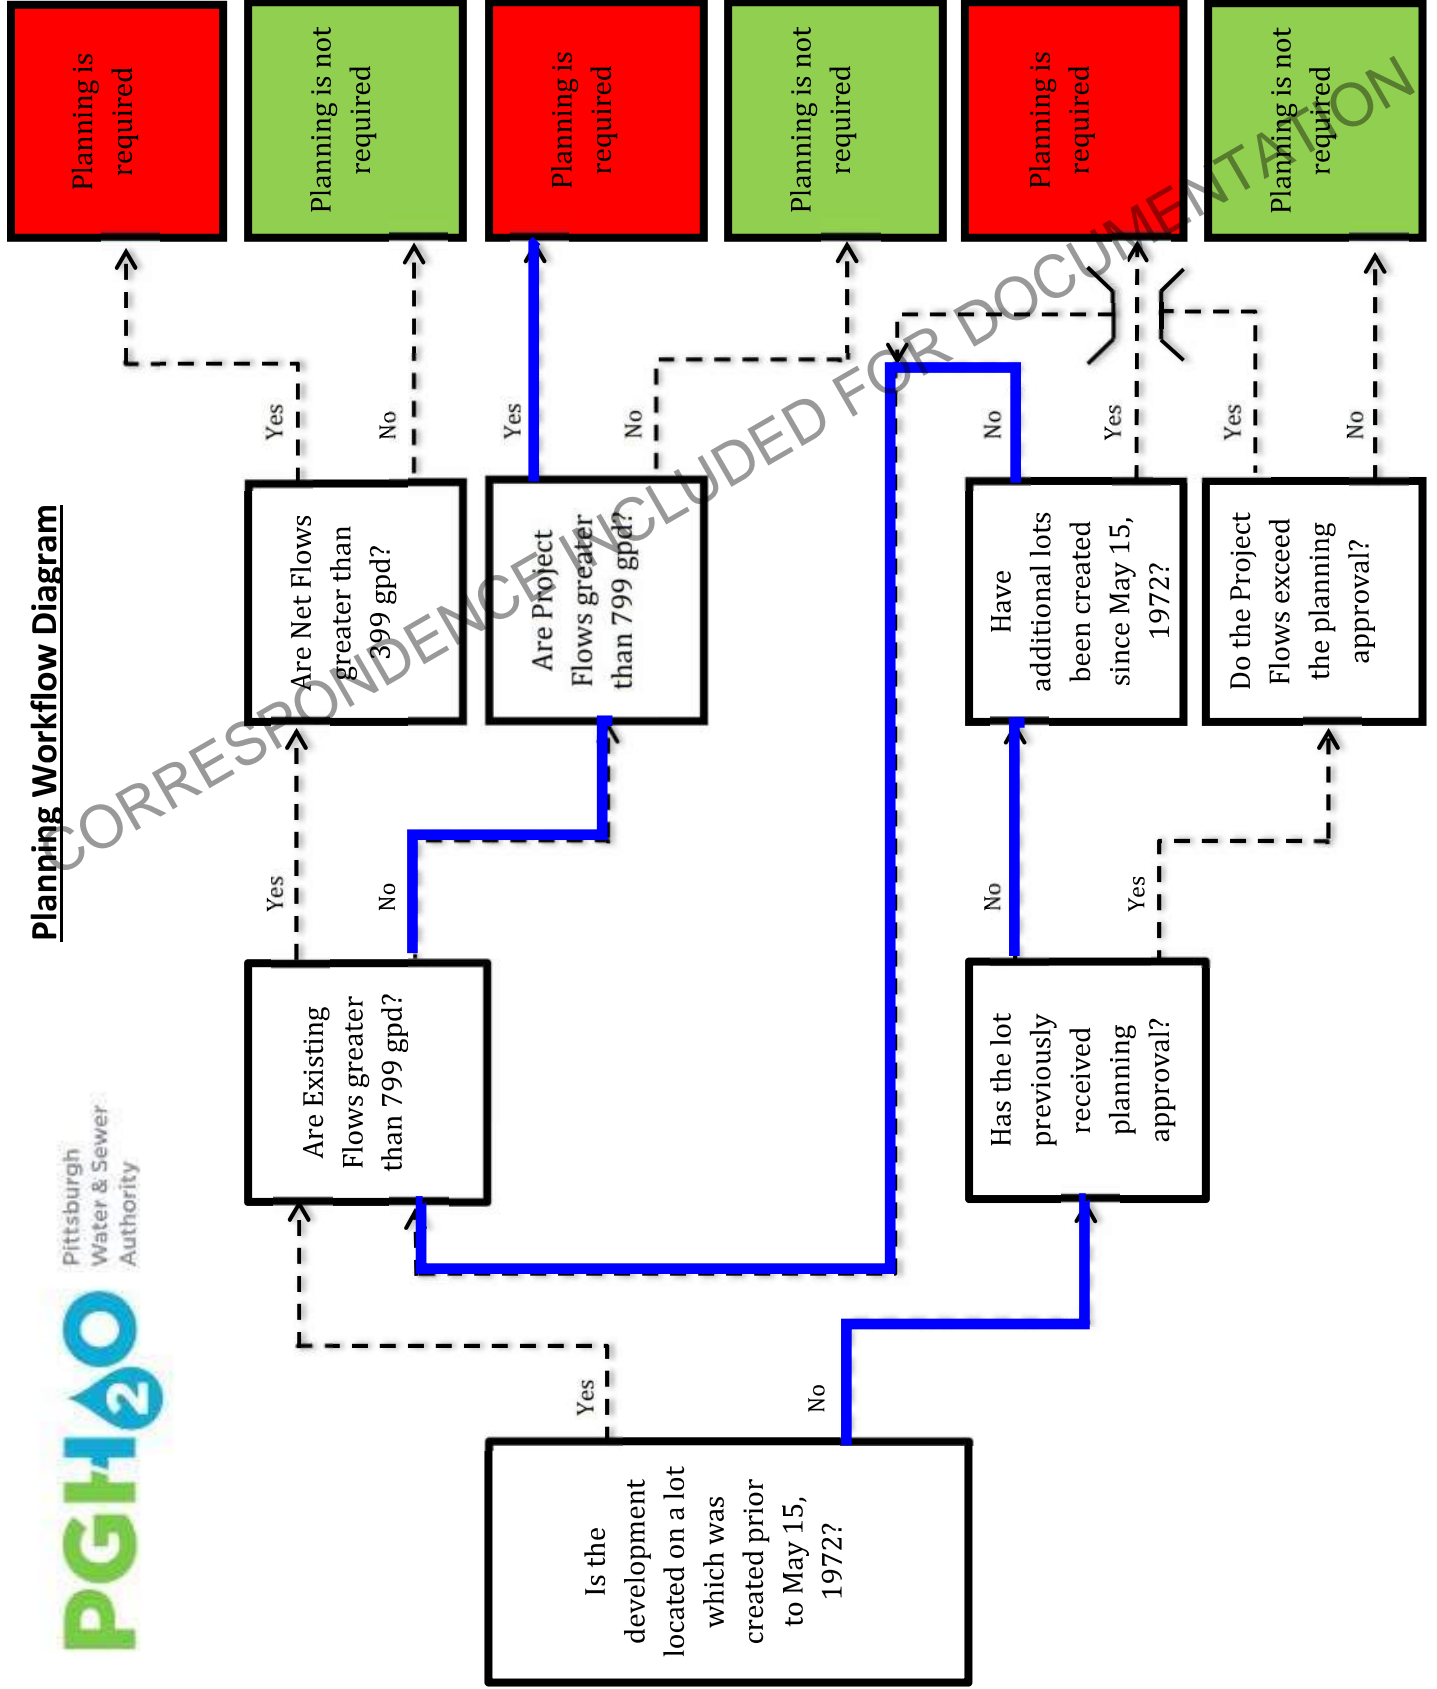 PGH2O
Pittsburgh
Water & Sewer
Authority
Planning Workflow Diagram
Is the
development
located on a lot
which was
created prior
to May 15,
1972?
Yes
No
Are Existing
Flows greater
than 799 gpd?
Yes
No
Has the lot
previously
received
planning
approval?
No
Yes
Are Net Flows
greater than
399 gpd?
Yes
No
Are Project
Flows greater
than 799 gpd?
Yes
No
Have
additional lots
been created
since May 15,
1972?
No
Yes
Do the Project
Flows exceed
the planning
approval?
Yes
No
Planning is
required
Planning is not
required
Planning is
required
Planning is not
required
Planning is
required
Planning is not
required
CORRESPONDENCE INCLUDED FOR DOCUMENTATION